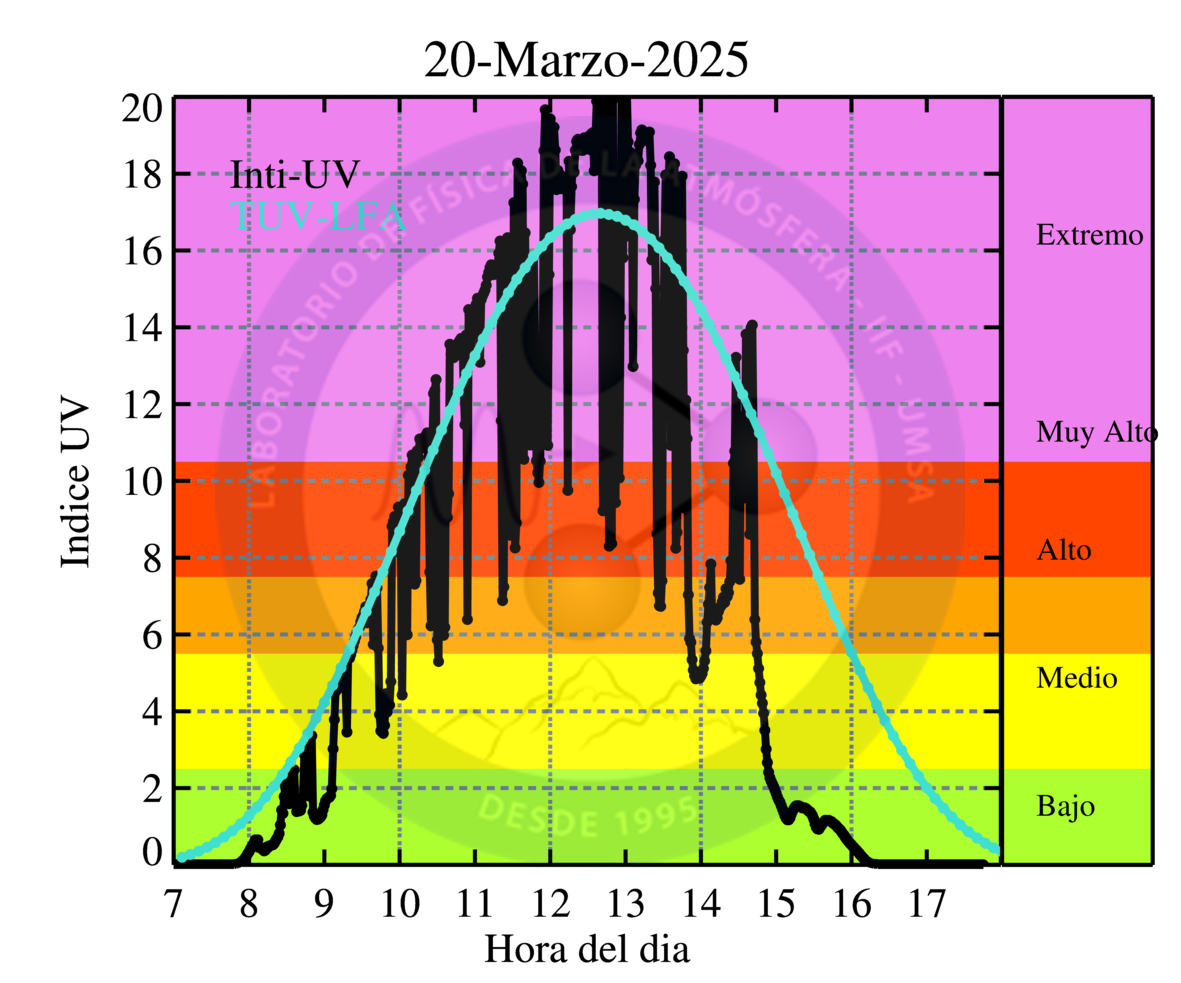 20-Marzo-2025
Indice UV
20
18
16
14
12
10
8
6
4
2
0
Inti-UV
TUV-LFA
LABORATORIO DE FÍSICA DE LA ATMÓSFERA - IIF - UMSA
DESDE 1995
Extremo
Muy Alto
Alto
Medio
Bajo
7 8 9 10 11 12 13 14 15 16 17
Hora del dia